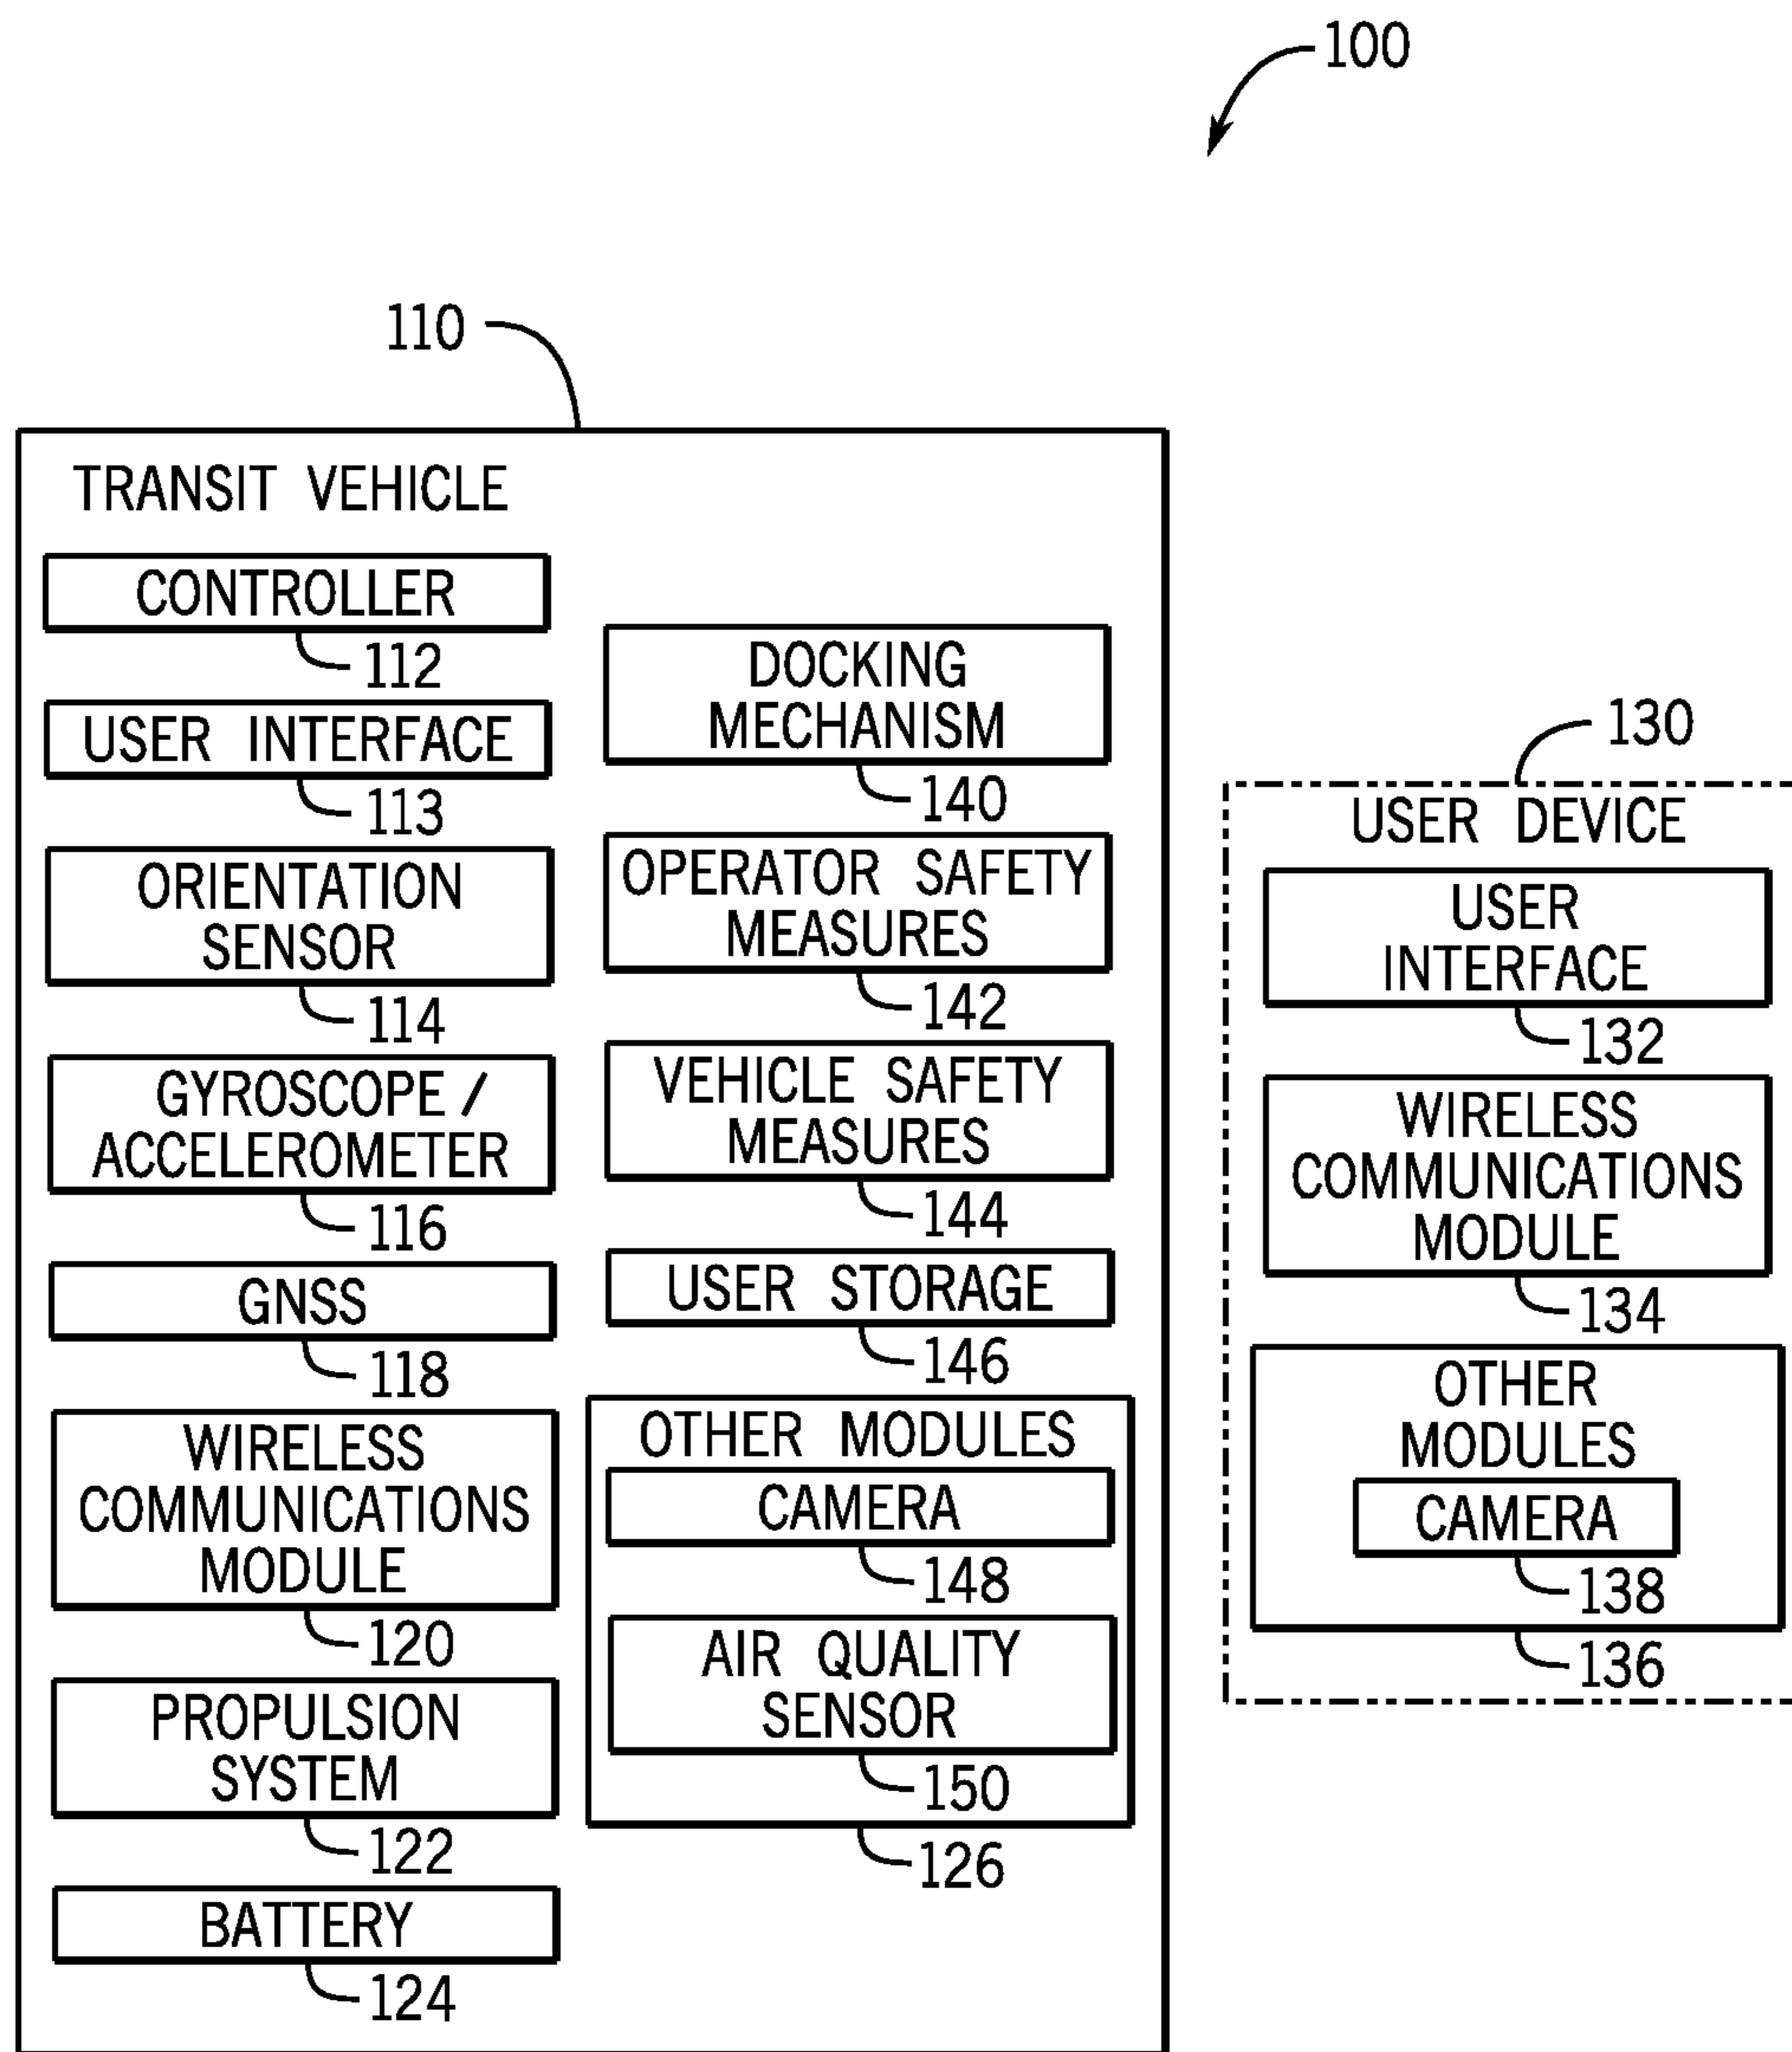 100
110
TRANSIT VEHICLE
CONTROLLER
112
USER INTERFACE
113
ORIENTATION
SENSOR
114
GYROSCOPE /
ACCELEROMETER
116
GNSS
118
WIRELESS
COMMUNICATIONS
MODULE
120
PROPULSION
SYSTEM
122
BATTERY
124
DOCKING
MECHANISM
140
OPERATOR SAFETY
MEASURES
142
VEHICLE SAFETY
MEASURES
144
USER STORAGE
146
OTHER MODULES
CAMERA
148
AIR QUALITY
SENSOR
150
126
130
USER DEVICE
USER
INTERFACE
132
WIRELESS
COMMUNICATIONS
MODULE
134
OTHER
MODULES
CAMERA
138
136